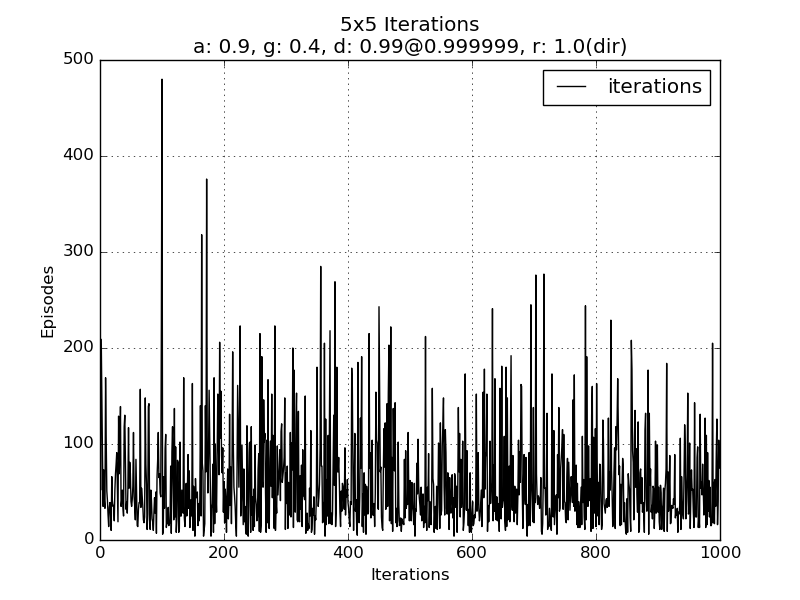 5x5 Iterations
a: 0.9, g: 0.4, d: 0.99@0.999999, r: 1.0(dir)
iterations
500
400
300
200
100
0
Episodes
0 200 400 600 800 1000
Iterations